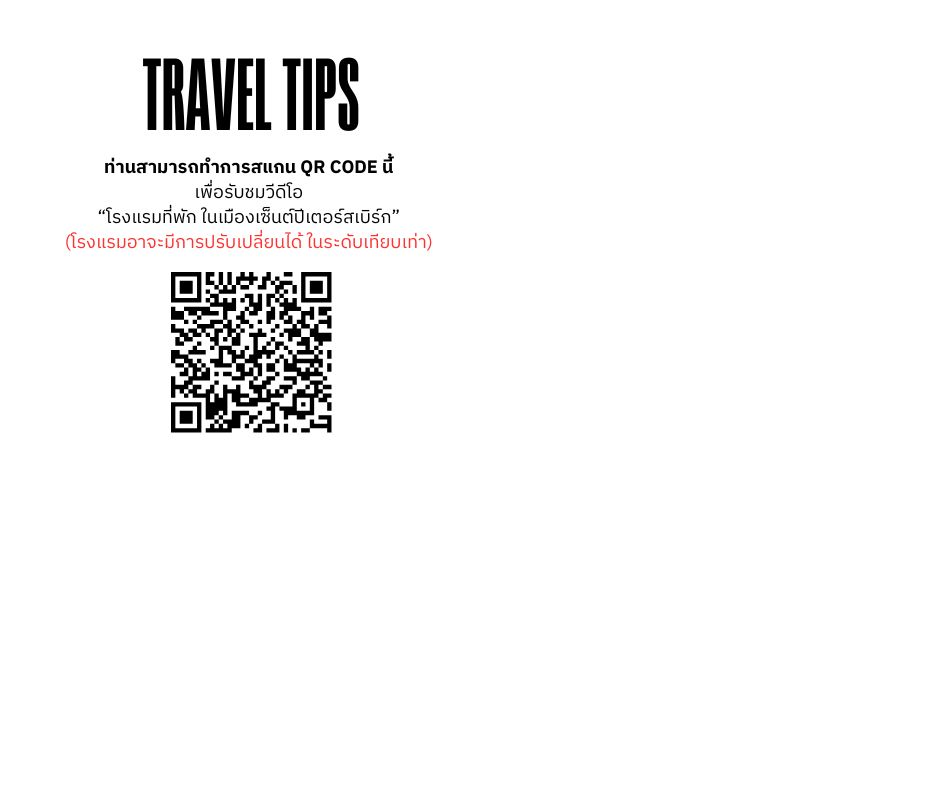 TRAVEL TIPS
ท่านสามารถทำการสแกน QR CODE นี้
เพื่อรับชมวีดีโอ
“โรงแรมที่พัก ในเมืองเซ็นต์ปีเตอร์สเบิร์ก”
(โรงแรมอาจจะมีการปรับเปลี่ยนได้ ในระดับเทียบเท่า)